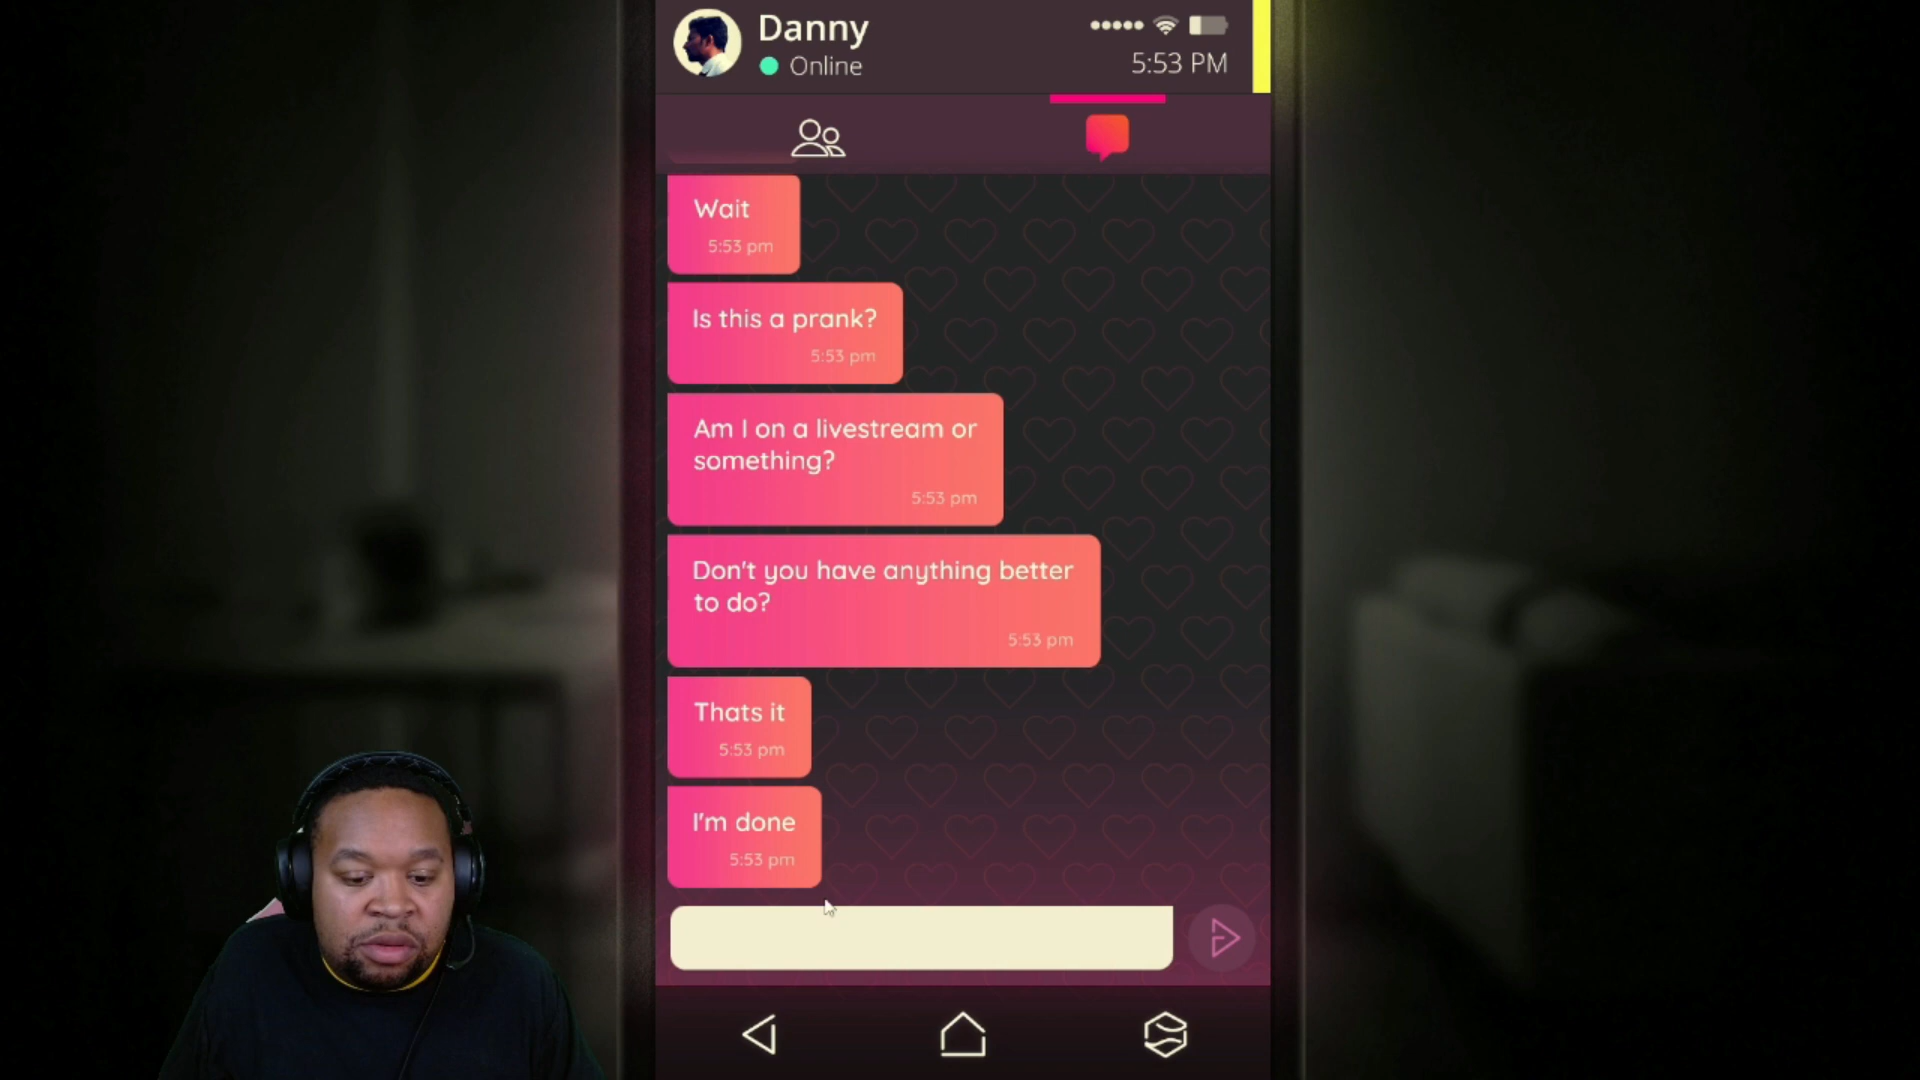 Danny
Online
5:53 PM
Wait
5:53 pm
Is this a prank?
5:53 pm
Am I on a livestream or
something?
5:53 pm
Don't you have anything better
to do?
5:53 pm
Thats it
5:53 pm
I'm done
5:53 pm